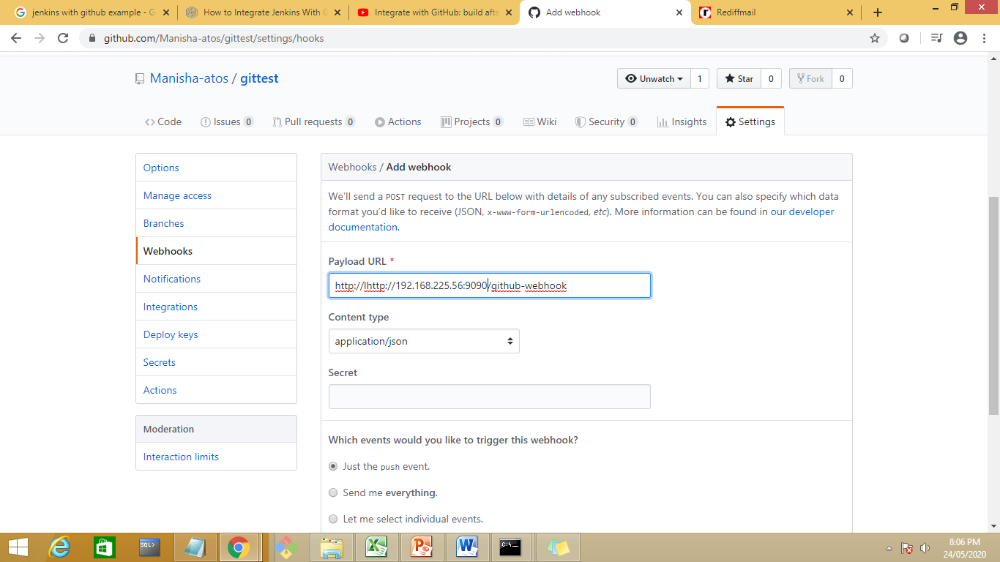 jenkins with github example - G
How to Integrate Jenkins With G
Integrate with GitHub: build afte
Add webhook
Rediffmail
github.com/Manisha-atos/gittest/settings/hooks
Manisha-atos / gittest
Unwatch 1
Star 0
Fork 0
Code
Issues 0
Pull requests 0
Actions
Projects 0
Wiki
Security 0
Insights
Settings
Options
Manage access
Branches
Webhooks
Notifications
Integrations
Deploy keys
Secrets
Actions
Moderation
Interaction limits
Webhooks / Add webhook
We'll send a POST request to the URL below with details of any subscribed events. You can also specify which data
format you'd like to receive (JSON, x-www-form-urlencoded, etc). More information can be found in our developer
documentation.
Payload URL *
http://lhttp://192.168.225.56:9090/github-webhook
Content type
application/json
Secret
Which events would you like to trigger this webhook?
Just the push event.
Send me everything.
Let me select individual events.
SQL>
C:\.
8:06 PM
24/05/2020